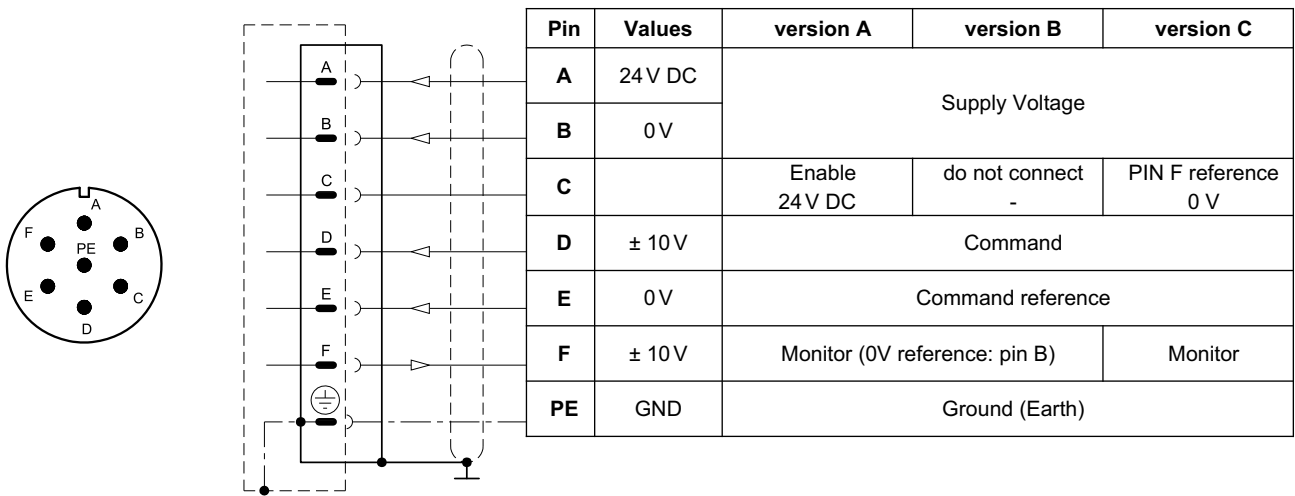 A
B
C
D
E
F
PE
A
B
C
D
E
F
Pin Values version A version B version C
A 24 V DC Supply Voltage
B 0 V
C Enable 24 V DC do not connect - PIN F reference 0 V
D ± 10 V Command
E 0 V Command reference
F ± 10 V Monitor (0V reference: pin B) Monitor
PE GND Ground (Earth)